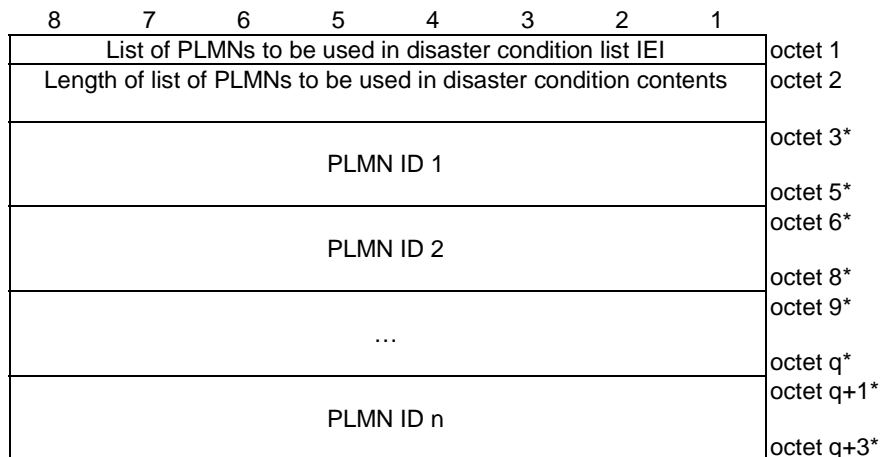 8 7 6 5 4 3 2 1
List of PLMNs to be used in disaster condition list IEI octet 1
Length of list of PLMNs to be used in disaster condition contents octet 2
octet 3*
PLMN ID 1
octet 5*
octet 6*
PLMN ID 2
octet 8*
octet 9*
…
octet q*
octet q+1*
PLMN ID n
octet q+3*